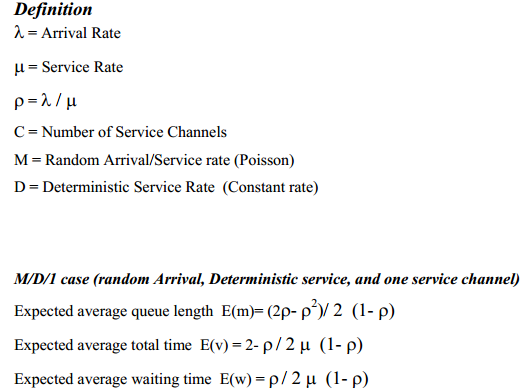 Definition
λ = Arrival Rate
μ = Service Rate
ρ = λ / μ
C = Number of Service Channels
M = Random Arrival/Service rate (Poisson)
D = Deterministic Service Rate (Constant rate)
M/D/1 case (random Arrival, Deterministic service, and one service channel)
Expected average queue length E(m)= (2ρ- ρ²)/ 2 (1- ρ)
Expected average total time E(v) = 2- ρ / 2 μ (1- ρ)
Expected average waiting time E(w) = ρ / 2 μ (1- ρ)